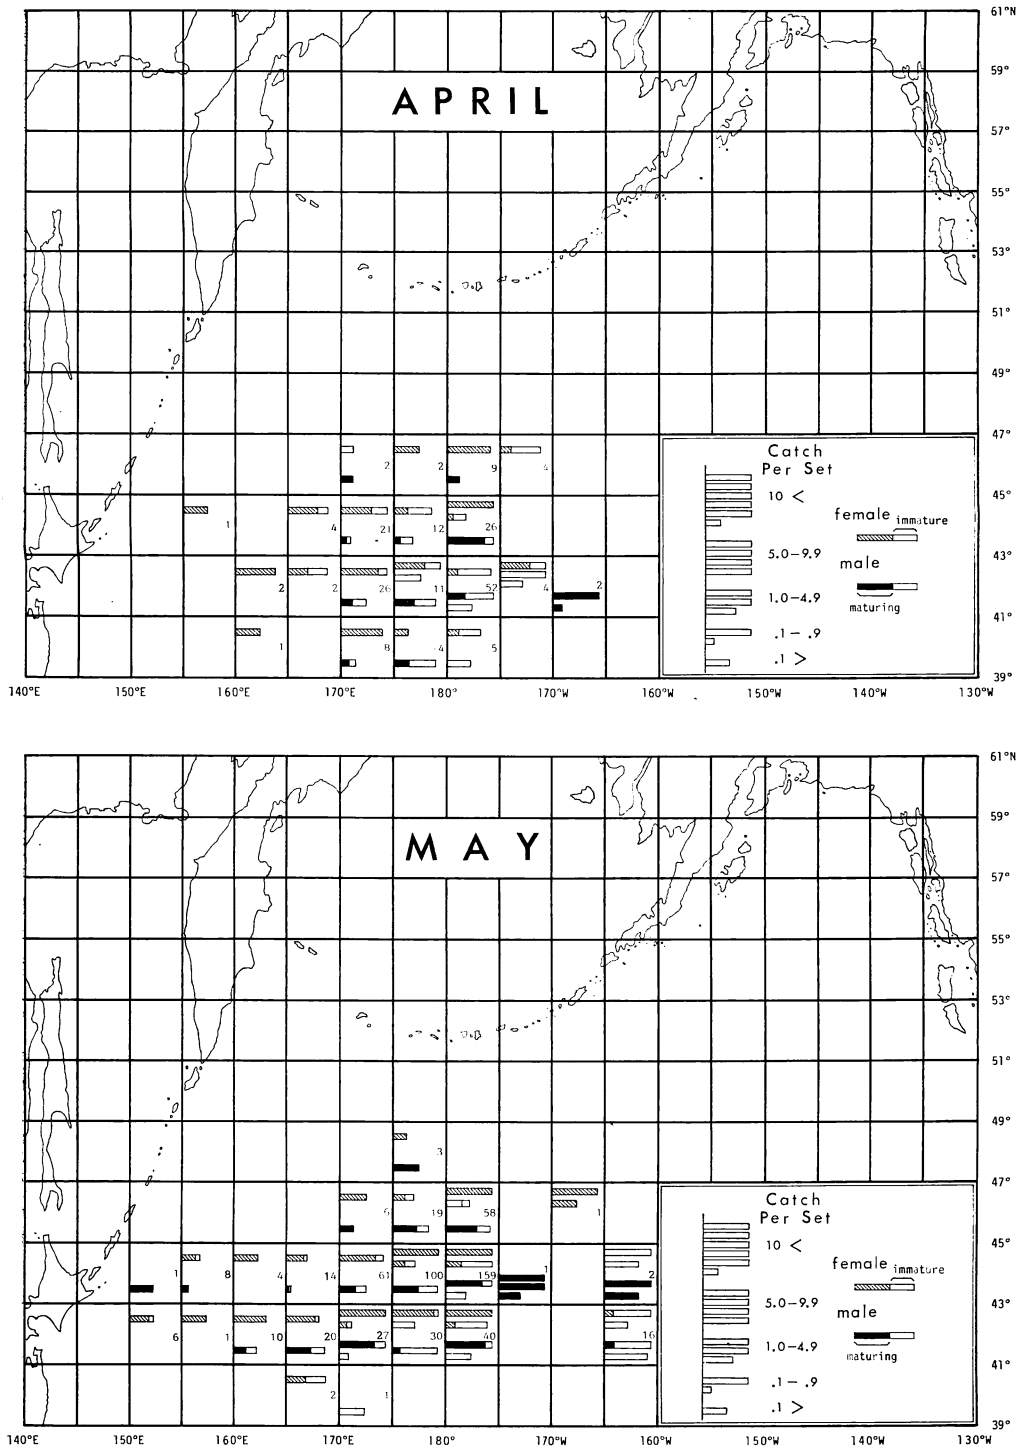 61°N
59°
APRIL
57°
55°
53°
51°
49°
47°
2 2 9 4
45°
1 4 21 12 26
43°
2 2 26 11 52 4 2
41°
1 8 4 5
39°
Catch
Per Set
10 <
5.0-9.9
1.0-4.9
.1 - .9
.1 >
female immature
male
maturing
140°E 150°E 160°E 170°E 180° 170°W 160°W 150°W 140°W 130°W
61°N
59°
MAY
57°
55°
53°
51°
49°
3
47°
6 19 58 1
45°
1 8 4 14 61 100 159 1 2
43°
6 1 10 20 27 30 40 16
41°
2 1
39°
Catch
Per Set
10 <
5.0-9.9
1.0-4.9
.1 - .9
.1 >
female immature
male
maturing
140°E 150°E 160°E 170°E 180° 170°W 160°W 150°W 140°W 130°W